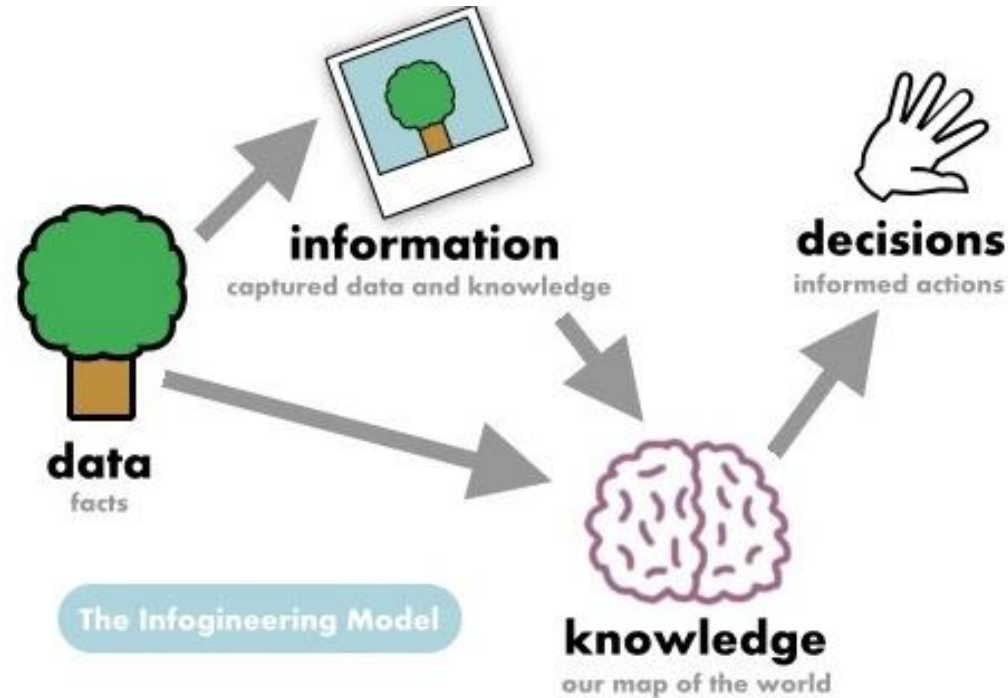 information
captured data and knowledge
decisions
informed actions
data
facts
The Infogineering Model
knowledge
our map of the world